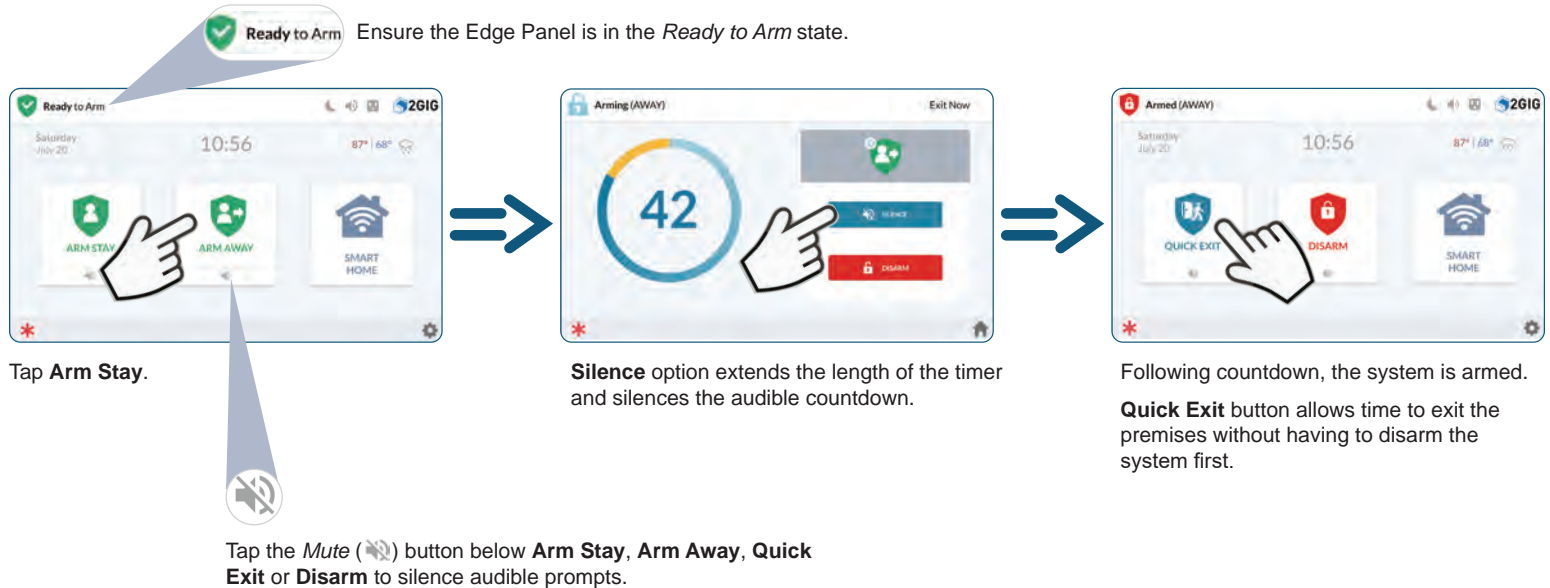 Ready to Arm
Ensure the Edge Panel is in the Ready to Arm state.
Ready to Arm
2GIG
Saturday
July 20
10:56
87° | 68°
ARM STAY
ARM AWAY
SMART
HOME
Arming (AWAY)
Exit Now
42
SILENCE
DISARM
Armed (AWAY)
2GIG
Saturday
July 20
10:56
87° | 68°
QUICK EXIT
DISARM
SMART
HOME
Tap Arm Stay.
Silence option extends the length of the timer
and silences the audible countdown.
Following countdown, the system is armed.
Quick Exit button allows time to exit the
premises without having to disarm the
system first.
Tap the Mute ( ) button below Arm Stay, Arm Away, Quick
Exit or Disarm to silence audible prompts.